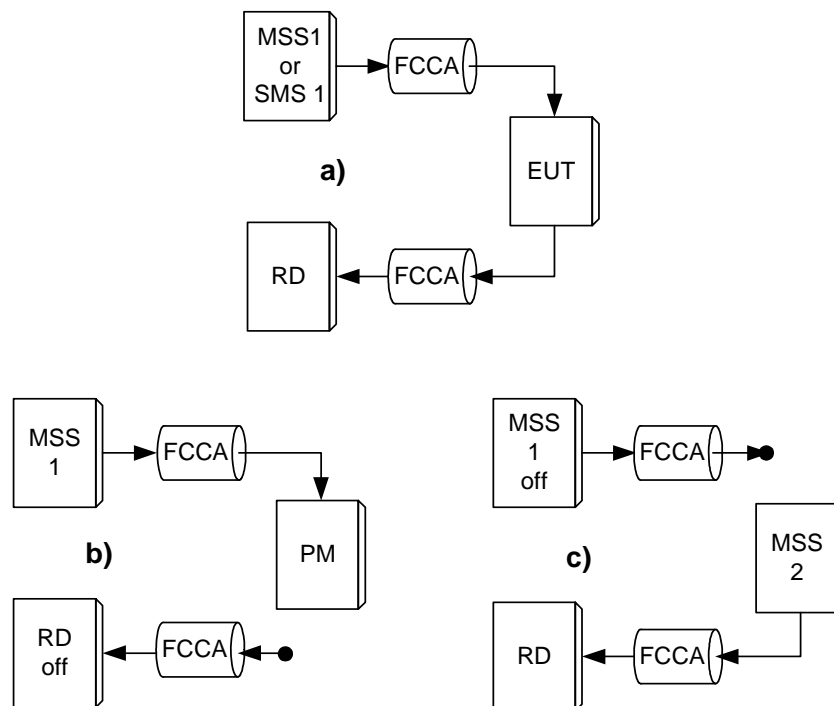 MSS1
or
SMS 1
FCCA
EUT
a)
RD
FCCA
MSS
1
FCCA
PM
b)
RD
off
FCCA
MSS
1
off
FCCA
MSS
2
c)
RD
FCCA